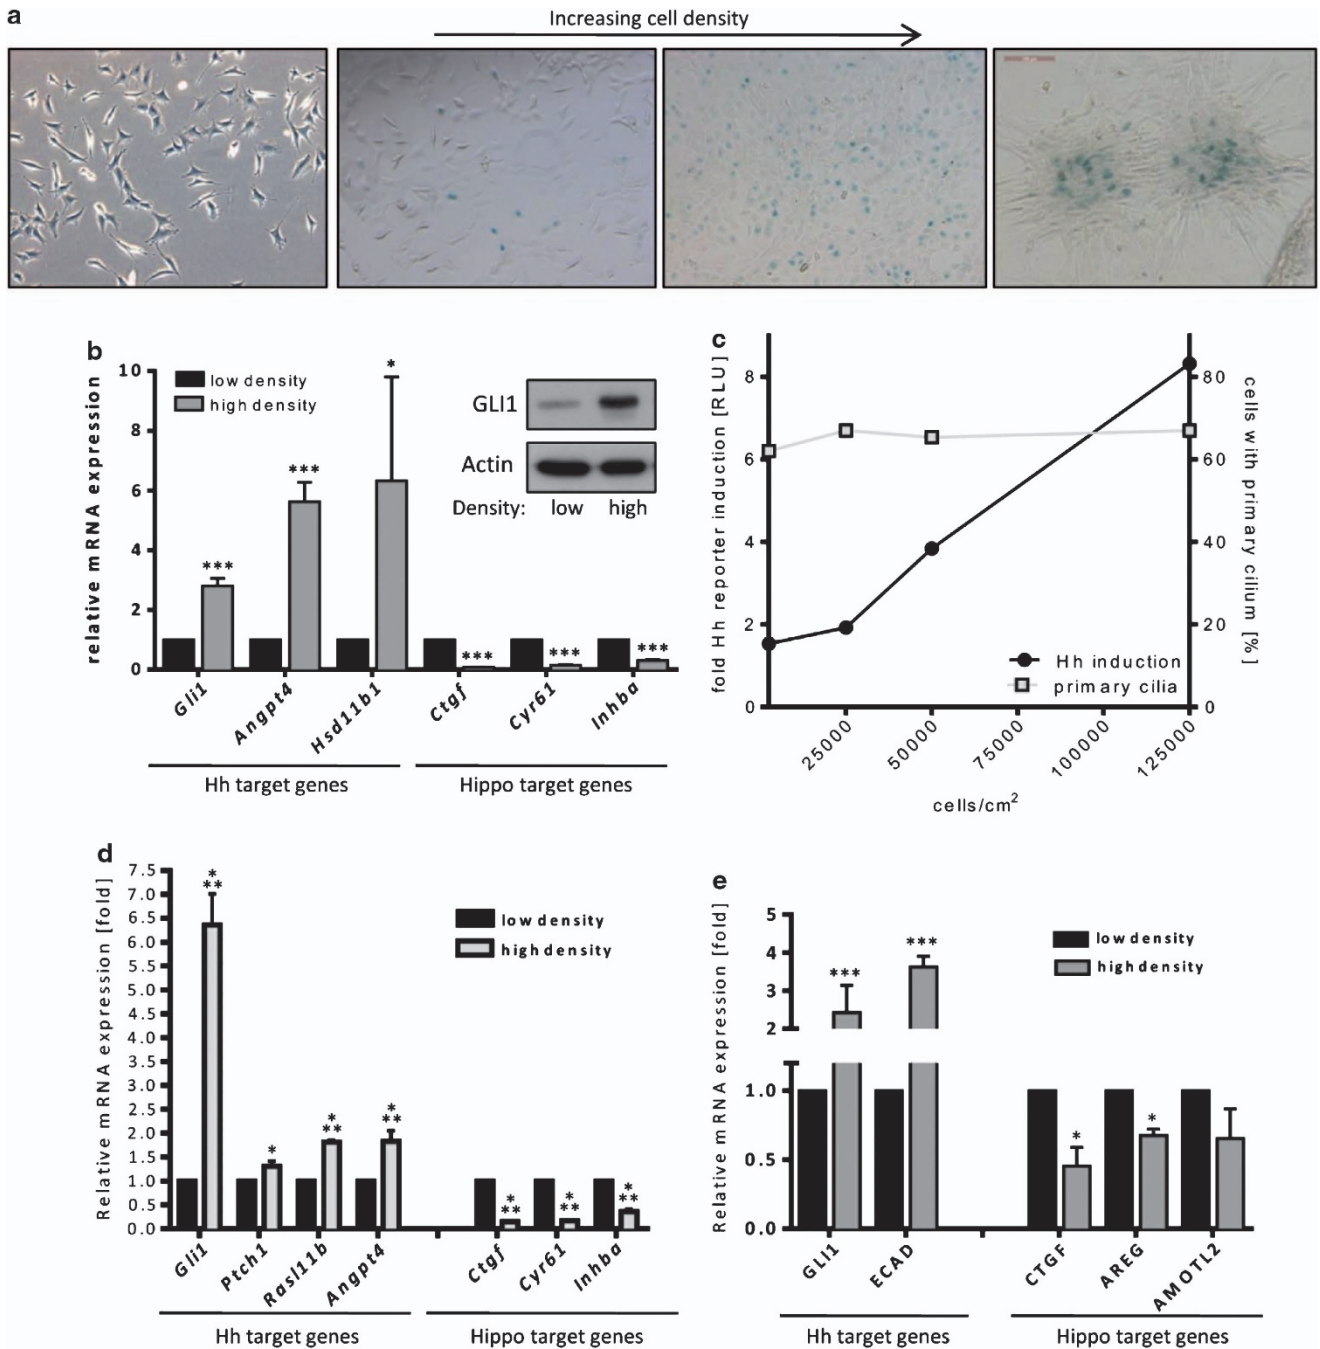 a
Increasing cell density
b
relative mRNA expression
10
8
6
4
2
0
low density
high density
***
***
*
***
***
***
GLI1
Actin
Density: low high
Gli1 Angpt4 Hsd11b1 Ctgf Cyr61 Inhba
Hh target genes Hippo target genes
c
fold Hh reporter induction [RLU]
8
6
4
2
0
80
60
40
20
0
cells with primary cilium [%]
Hh induction
primary cilia
25000 50000 75000 100000 125000
cells/cm2
d
Relative mRNA expression [fold]
7.5
7.0
6.5
6.0
5.5
5.0
4.5
4.0
3.5
3.0
2.5
2.0
1.5
1.0
0.5
0.0
*
**
*
*
**
*
**
*
**
*
**
*
**
low density
high density
Gli1 Ptch1 Rasl11b Angpt4 Ctgf Cyr61 Inhba
Hh target genes Hippo target genes
e
Relative mRNA expression [fold]
5
4
3
2
1.0
0.5
0.0
***
***
*
*
low density
high density
GLI1 ECAD CTGF AREG AMOTL2
Hh target genes Hippo target genes